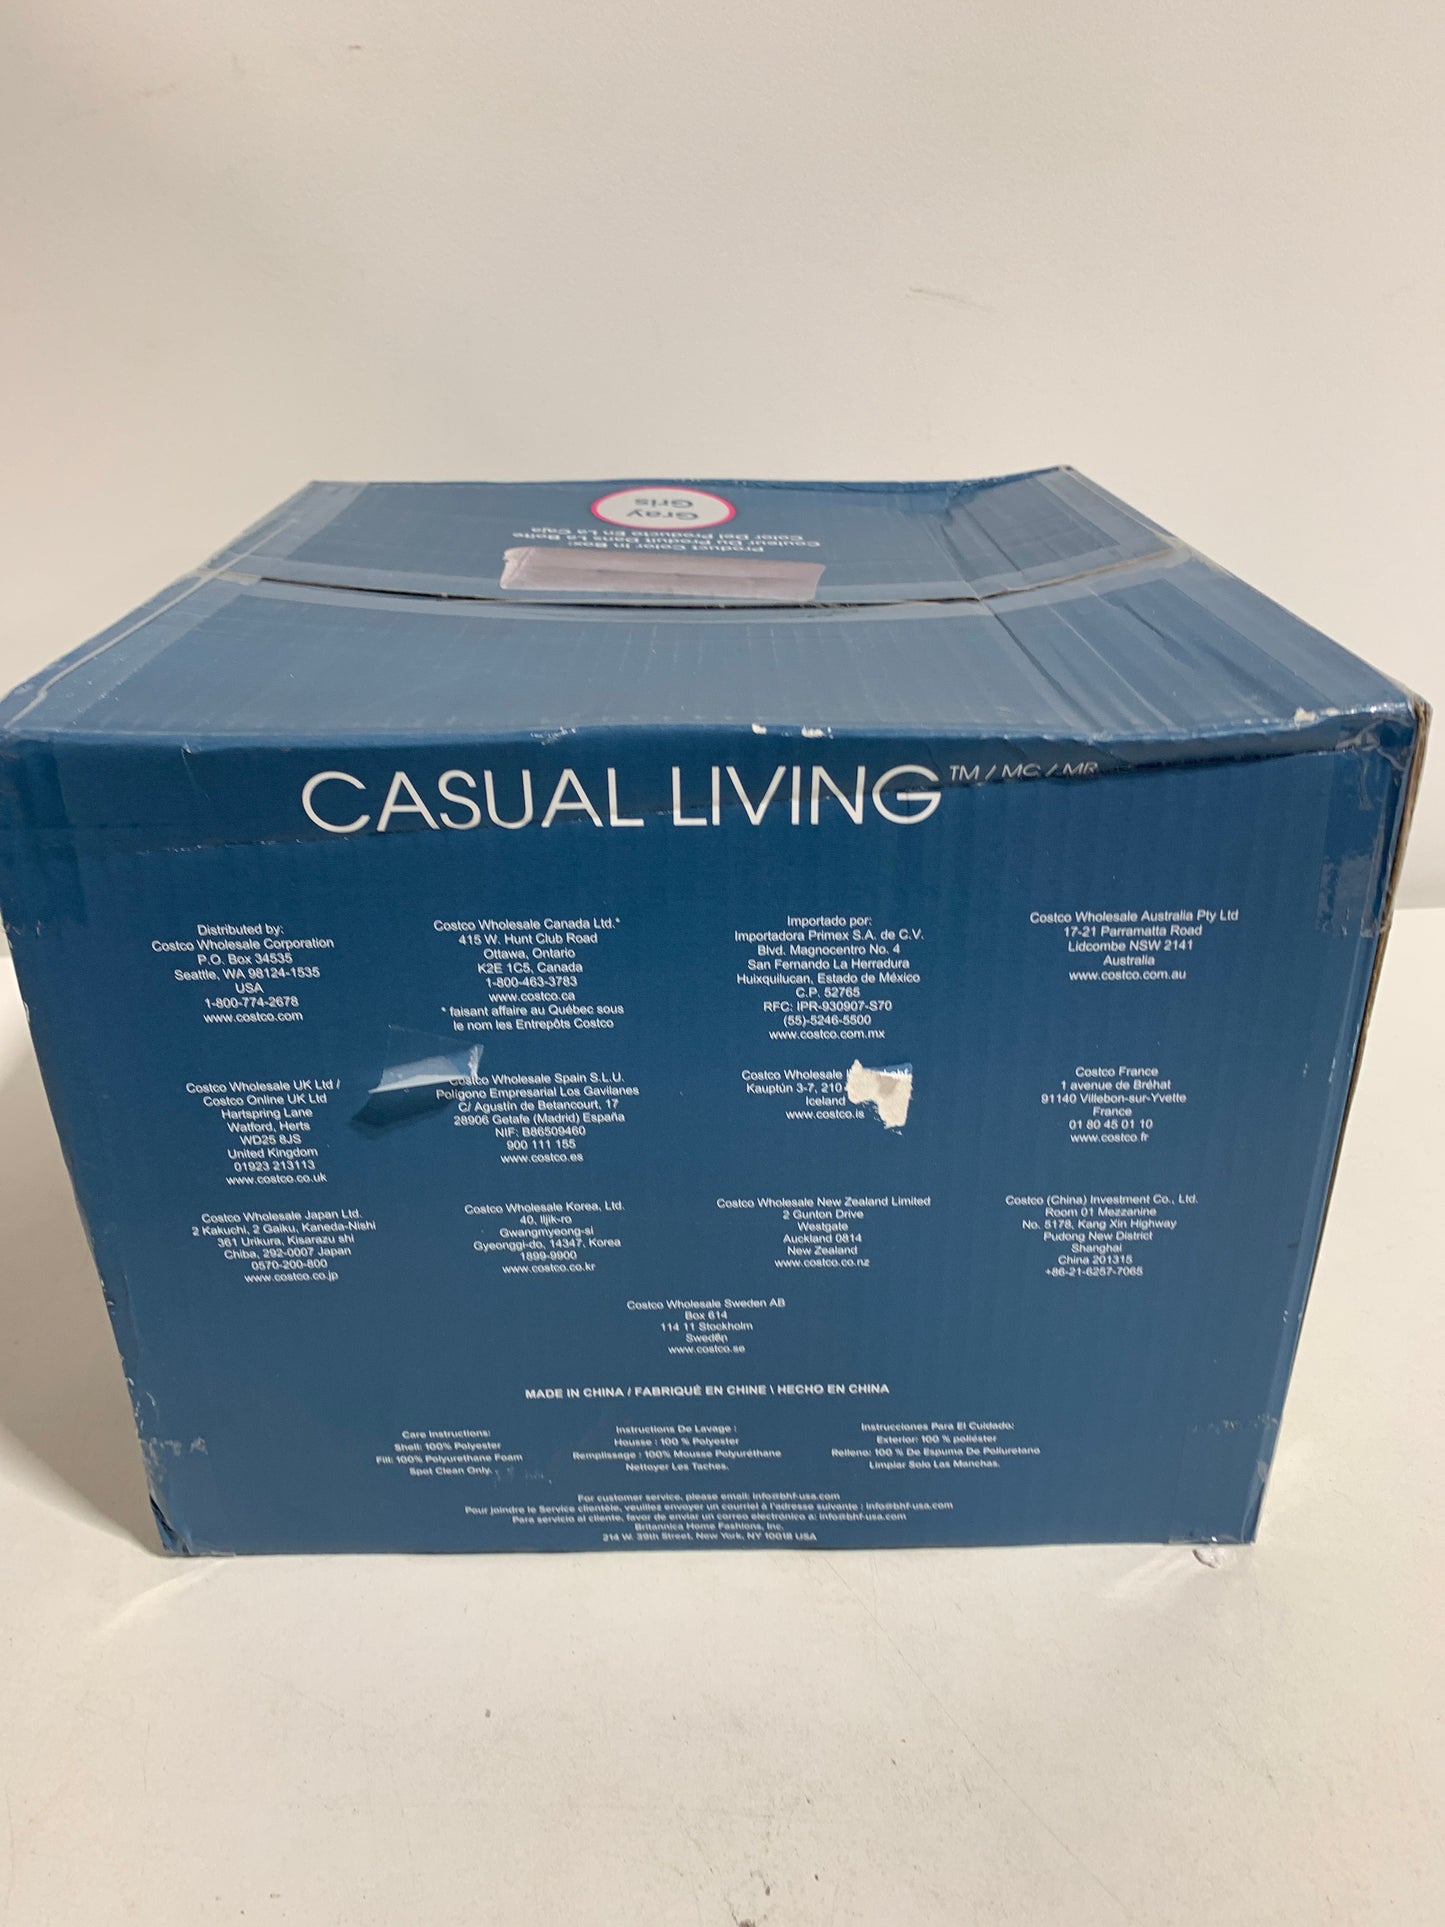 Product Color In Box:
Couleur Du Produit Dans La Boîte
Color Del Producto En La Caja
Gray
Gris
CASUAL LIVING TM / MC / MR
Distributed by:
Costco Wholesale Corporation
P.O. Box 34535
Seattle, WA 98124-1535
USA
1-800-774-2678
www.costco.com
Costco Wholesale Canada Ltd.*
415 W. Hunt Club Road
Ottawa, Ontario
K2E 1C5, Canada
1-800-463-3783
www.costco.ca
* faisant affaire au Québec sous
le nom les Entrepôts Costco
Importado por:
Importadora Primex S.A. de C.V.
Blvd. Magnocentro No. 4
San Fernando La Herradura
Huixquilucan, Estado de México
C.P. 52765
RFC: IPR-930907-S70
(55)-5246-5500
www.costco.com.mx
Costco Wholesale Australia Pty Ltd
17-21 Parramatta Road
Lidcombe NSW 2141
Australia
www.costco.com.au
Costco Wholesale UK Ltd /
Costco Online UK Ltd
Hartspring Lane
Watford, Herts
WD25 8JS
United Kingdom
01923 213113
www.costco.co.uk
Costco Wholesale Spain S.L.U.
Polígono Empresarial Los Gavilanes
C/ Agustín de Betancourt, 17
28906 Getafe (Madrid) España
NIF: B86509460
900 111 155
www.costco.es
Costco Wholesale
Kauptún 3-7, 210
Iceland
www.costco.is
Costco France
1 avenue de Bréhat
91140 Villebon-sur-Yvette
France
01 80 45 01 10
www.costco.fr
Costco Wholesale Japan Ltd.
2 Kakuchi, 2 Gaiku, Kaneda-Nishi
361 Urikura, Kisarazu shi
Chiba, 292-0007 Japan
0570-200-800
www.costco.co.jp
Costco Wholesale Korea, Ltd.
40, Iljik-ro
Gwangmyeong-si
Gyeonggi-do, 14347, Korea
1899-9900
www.costco.co.kr
Costco Wholesale New Zealand Limited
2 Gunton Drive
Westgate
Auckland 0814
New Zealand
www.costco.co.nz
Costco (China) Investment Co., Ltd.
Room 01 Mezzanine
No. 5178, Kang Xin Highway
Pudong New District
Shanghai
China 201315
+86-21-6257-7065
Costco Wholesale Sweden AB
Box 614
114 11 Stockholm
Sweden
www.costco.se
MADE IN CHINA / FABRIQUÉ EN CHINE \ HECHO EN CHINA
Care Instructions:
Shell: 100% Polyester
Fill: 100% Polyurethane Foam
Spot Clean Only.
Instructions De Lavage :
Housse : 100 % Polyester
Remplissage : 100% Mousse Polyuréthane
Nettoyer Les Taches.
Instrucciones Para El Cuidado:
Exterior: 100 % poliéster
Relleno: 100 % De Espuma De Poliuretano
Limpiar Solo Las Manchas.
For customer service, please email: info@bhf-usa.com
Pour joindre le Service clientèle, veuillez envoyer un courriel à l'adresse suivante : info@bhf-usa.com
Para servicio al cliente, favor de enviar un correo electrónico a: info@bhf-usa.com
Britannica Home Fashions, Inc.
214 W. 39th Street, New York, NY 10018 USA